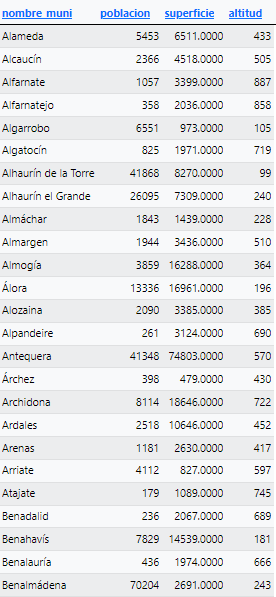 nombre_muni poblacion superficie altitud
Alameda 5453 6511.0000 433
Alcaucín 2366 4518.0000 505
Alfarnate 1057 3399.0000 887
Alfarnatejo 358 2036.0000 858
Algarrobo 6551 973.0000 105
Algatocín 825 1971.0000 719
Alhaurín de la Torre 41868 8270.0000 99
Alhaurín el Grande 26095 7309.0000 240
Almáchar 1843 1439.0000 228
Almargen 1944 3436.0000 510
Almogía 3859 16288.0000 364
Álora 13336 16961.0000 196
Alozaina 2090 3385.0000 385
Alpandeire 261 3124.0000 690
Antequera 41348 74803.0000 570
Árchez 398 479.0000 430
Archidona 8114 18646.0000 722
Ardales 2518 10646.0000 452
Arenas 1181 2630.0000 417
Arriate 4112 827.0000 597
Atajate 179 1089.0000 745
Benadalid 236 2067.0000 689
Benahavís 7829 14539.0000 181
Benalauría 436 1974.0000 666
Benalmádena 70204 2691.0000 243